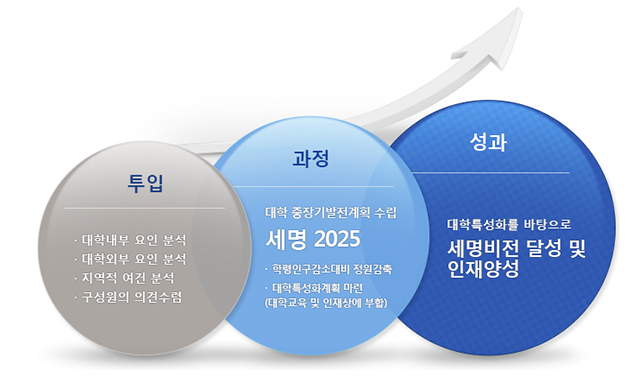 투입
· 대학내부 요인 분석
· 대학외부 요인 분석
· 지역적 여건 분석
· 구성원의 의견수렴
과정
대학 중장기발전계획 수립
세명 2025
· 학령인구감소대비 정원감축
· 대학특성화계획 마련
(대학교육 및 인재상에 부합)
성과
대학특성화를 바탕으로
세명비전 달성 및
인재양성